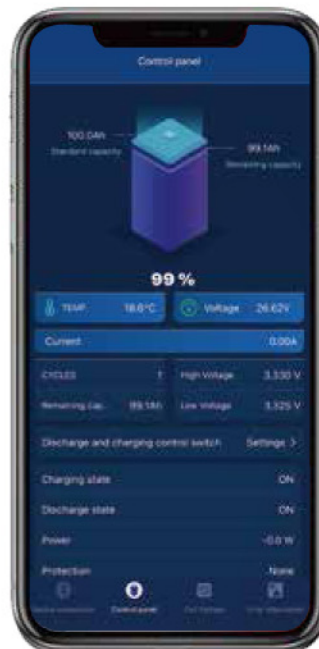 Control panel
100.0Ah
Standard capacity
99.1Ah
Remaining capacity
99 %
TEMP 18.6°C
Voltage 26.62V
Current 0.00A
CYCLES 1
High Voltage 3.330 V
Remaining Cap. 99.1Ah
Low Voltage 3.325 V
Discharge and charging control switch Settings >
Charging state ON
Discharge state ON
Power -0.0 W
Protection None
Control panel